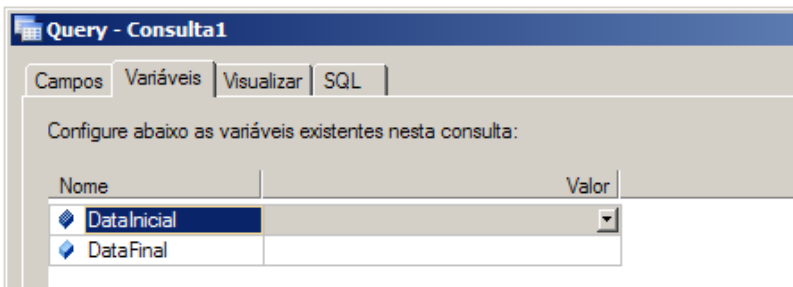 Query - Consulta1
Campos Variáveis Visualizar SQL
Configure abaixo as variáveis existentes nesta consulta:
Nome Valor
DataInicial
DataFinal